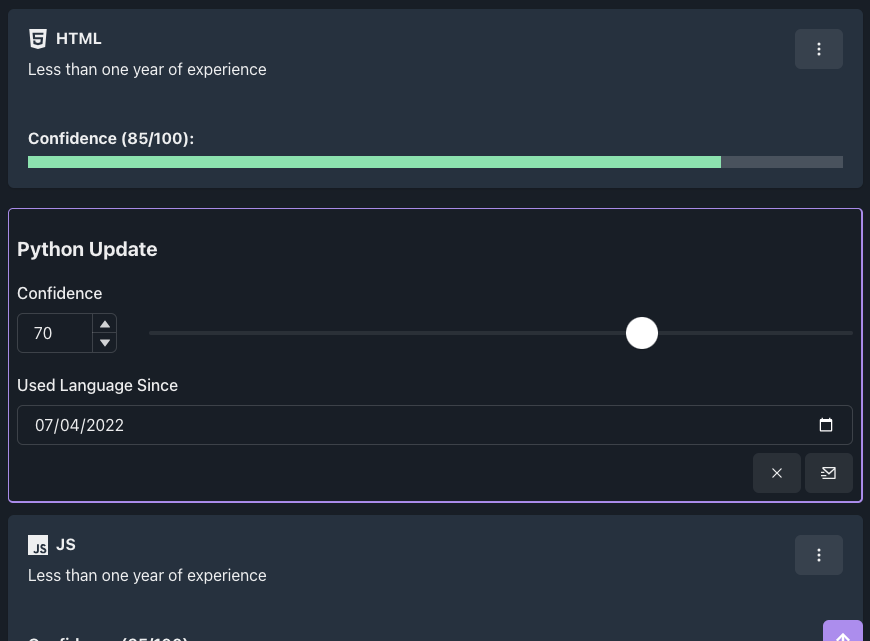 HTML
Less than one year of experience
Confidence (85/100):
Python Update
Confidence
70
Used Language Since
07/04/2022
JS JS
Less than one year of experience